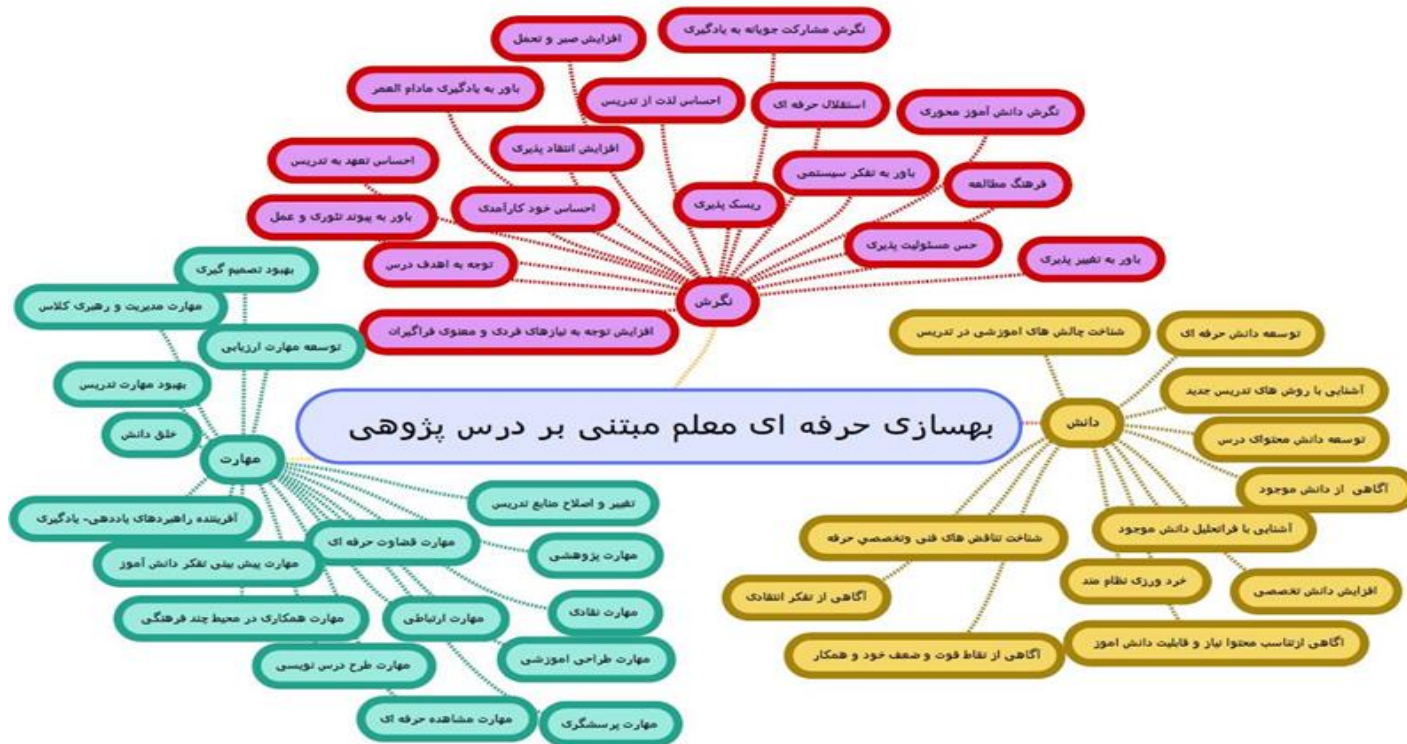 نگرش مشارکت جویانه به یادگیری
افزایش صبر و تحمل
باور به یادگیری مادام العمر
احساس لذت از تدریس
استقلال حرفه ای
نگرش دانش آموز محوری
افزایش انتقاد پذیری
احساس تعهد به تدریس
باور به تفکر سیستمی
فرهنگ مطالعه
ریسک پذیری
احساس خود کارآمدی
باور به پیوند تئوری و عمل
حس مسئولیت پذیری
باور به تغییر پذیری
توجه به اهدف درس
نگرش
افزایش توجه به نیازهای فردی و معنوی فراگیران
بهبود تصمیم گیری
مهارت مدیریت و رهبری کلاس
توسعه مهارت ارزیابی
بهبود مهارت تدریس
خلق دانش
مهارت
بهسازی حرفه ای معلم مبتنی بر درس پژوهی
دانش
شناخت چالش های اموزشی در تدریس
توسعه دانش حرفه ای
آشنایی با روش های تدریس جدید
توسعه دانش محتوای درس
آگاهی از دانش موجود
آشنایی با فراتحلیل دانش موجود
شناخت تناقض های فنی وتخصصی حرفه
خرد ورزی نظام مند
افزایش دانش تخصصی
آگاهی از تفکر انتقادی
آگاهی ازتناسب محتوا نیاز و قابلیت دانش اموز
آگاهی از نقاط قوت و ضعف خود و همکار
تغییر و اصلاح منابع تدریس
آفریننده راهبردهای یاددهی- یادگیری
مهارت قضاوت حرفه ای
مهارت پژوهشی
مهارت پیش بینی تفکر دانش آموز
مهارت نقادی
مهارت ارتباطی
مهارت همکاری در محیط چند فرهنگی
مهارت طراحی اموزشی
مهارت طرح درس نویسی
مهارت مشاهده حرفه ای
مهارت پرسشگری